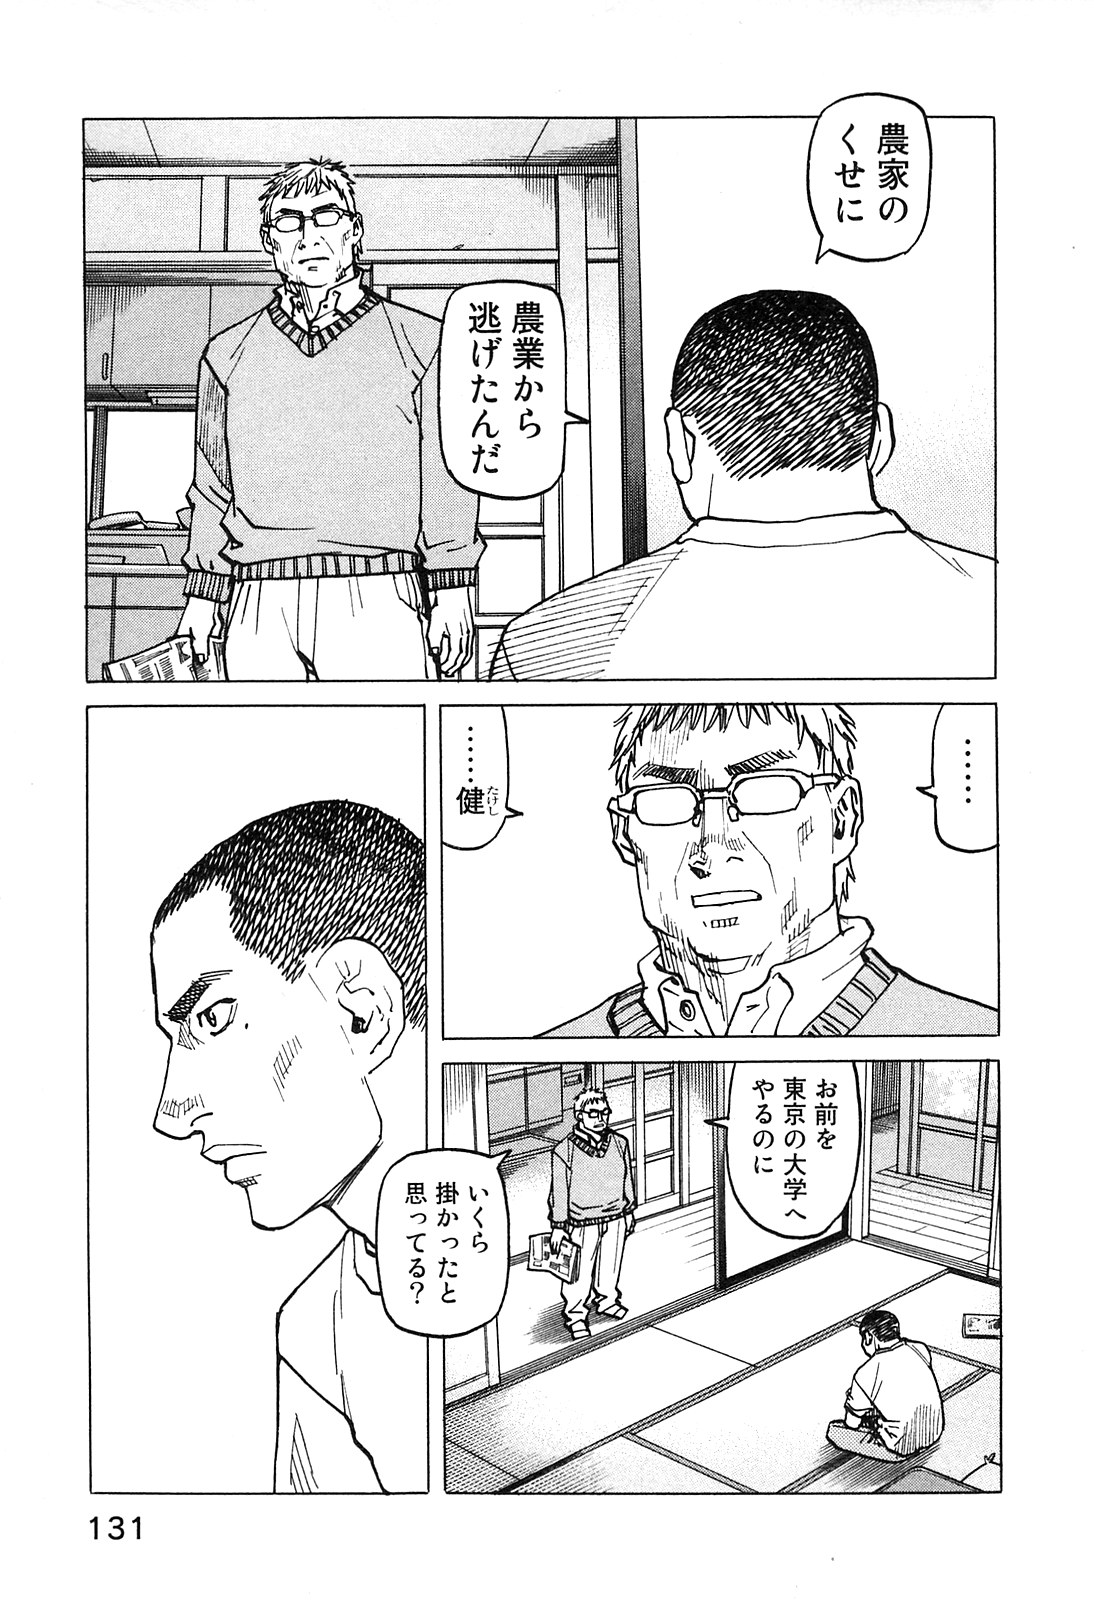 農家の
くせに
農業から
逃げたんだ
……
……健
たけし
お前を
東京の大学へ
やるのに
いくら
掛かったと
思ってる？
131